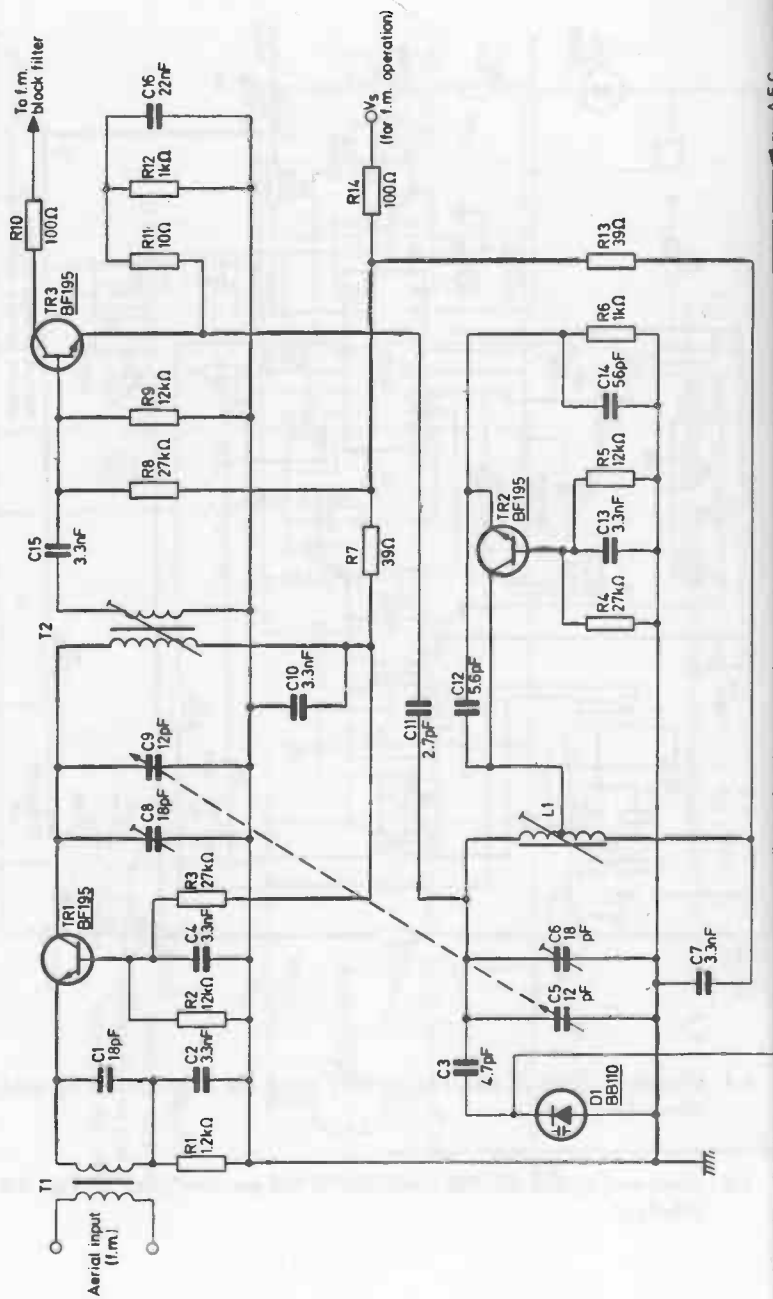 Aerial input
(f.m.)
T1
R1
1.2kΩ
C1
18pF
C2
3.3nF
R2
12kΩ
C4
3.3nF
R3
27kΩ
TR1
BF195
C8
18pF
C9
12pF
C10
3.3nF
T2
C15
3.3nF
R7
39Ω
R8
27kΩ
R9
12kΩ
TR3
BF195
R10
100Ω
To f.m.
block filter
R11
10Ω
R12
1kΩ
C16
22nF
R14
100Ω
Vs
(for f.m. operation)
D1
BB110
C3
4.7pF
C5
12
pF
C6
18
pF
C7
3.3nF
L1
C11
2.7pF
C12
5.6pF
R4
27kΩ
C13
3.3nF
R5
12kΩ
TR2
BF195
C14
56pF
R6
1kΩ
R13
39Ω